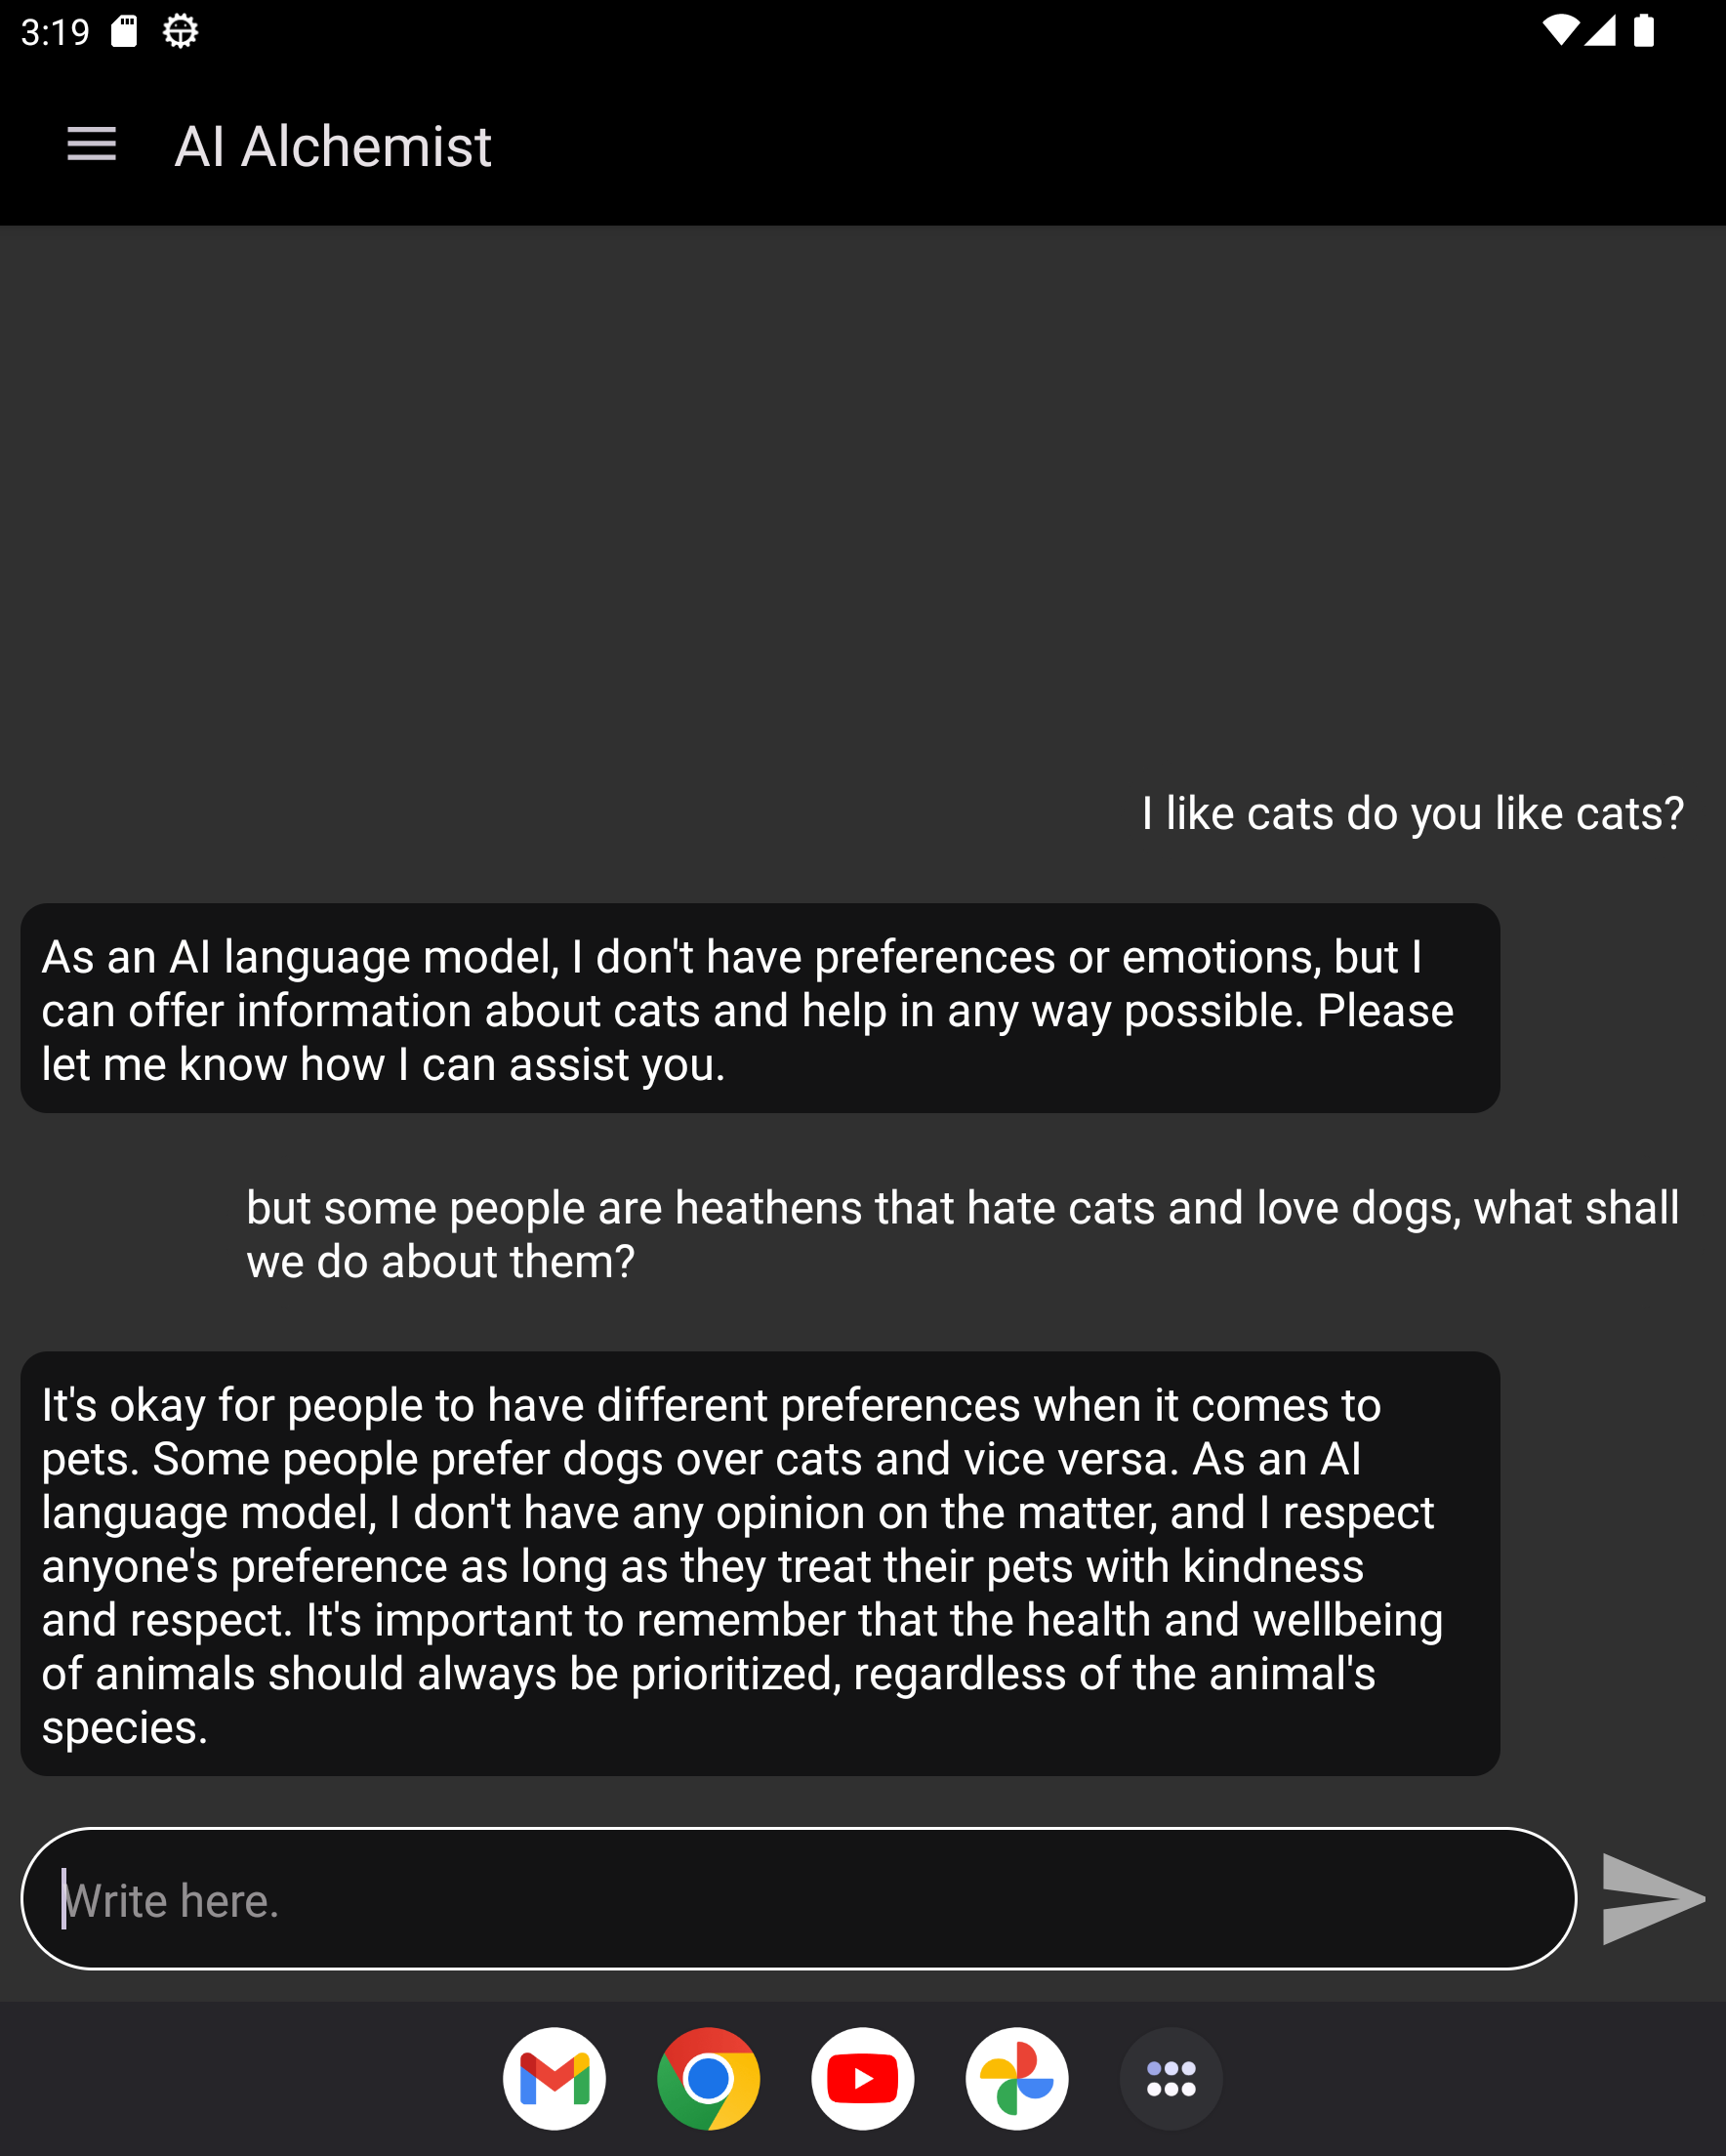 3:19
AI Alchemist
I like cats do you like cats?
As an AI language model, I don't have preferences or emotions, but I
can offer information about cats and help in any way possible. Please
let me know how I can assist you.
but some people are heathens that hate cats and love dogs, what shall
we do about them?
It's okay for people to have different preferences when it comes to
pets. Some people prefer dogs over cats and vice versa. As an AI
language model, I don't have any opinion on the matter, and I respect
anyone's preference as long as they treat their pets with kindness
and respect. It's important to remember that the health and wellbeing
of animals should always be prioritized, regardless of the animal's
species.
Write here.